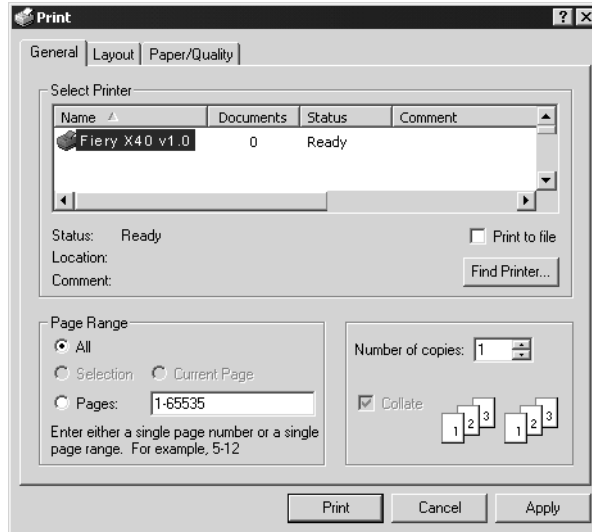 Print
General Layout Paper/Quality
Select Printer
Name Documents Status Comment
Fiery X40 v1.0 0 Ready
Status: Ready
Print to file
Location:
Find Printer...
Comment:
Page Range
All
Number of copies: 1
Selection Current Page
Pages: 1-65535
Collate
1 2 3 1 2 3
Enter either a single page number or a single
page range. For example, 5-12
Print Cancel Apply